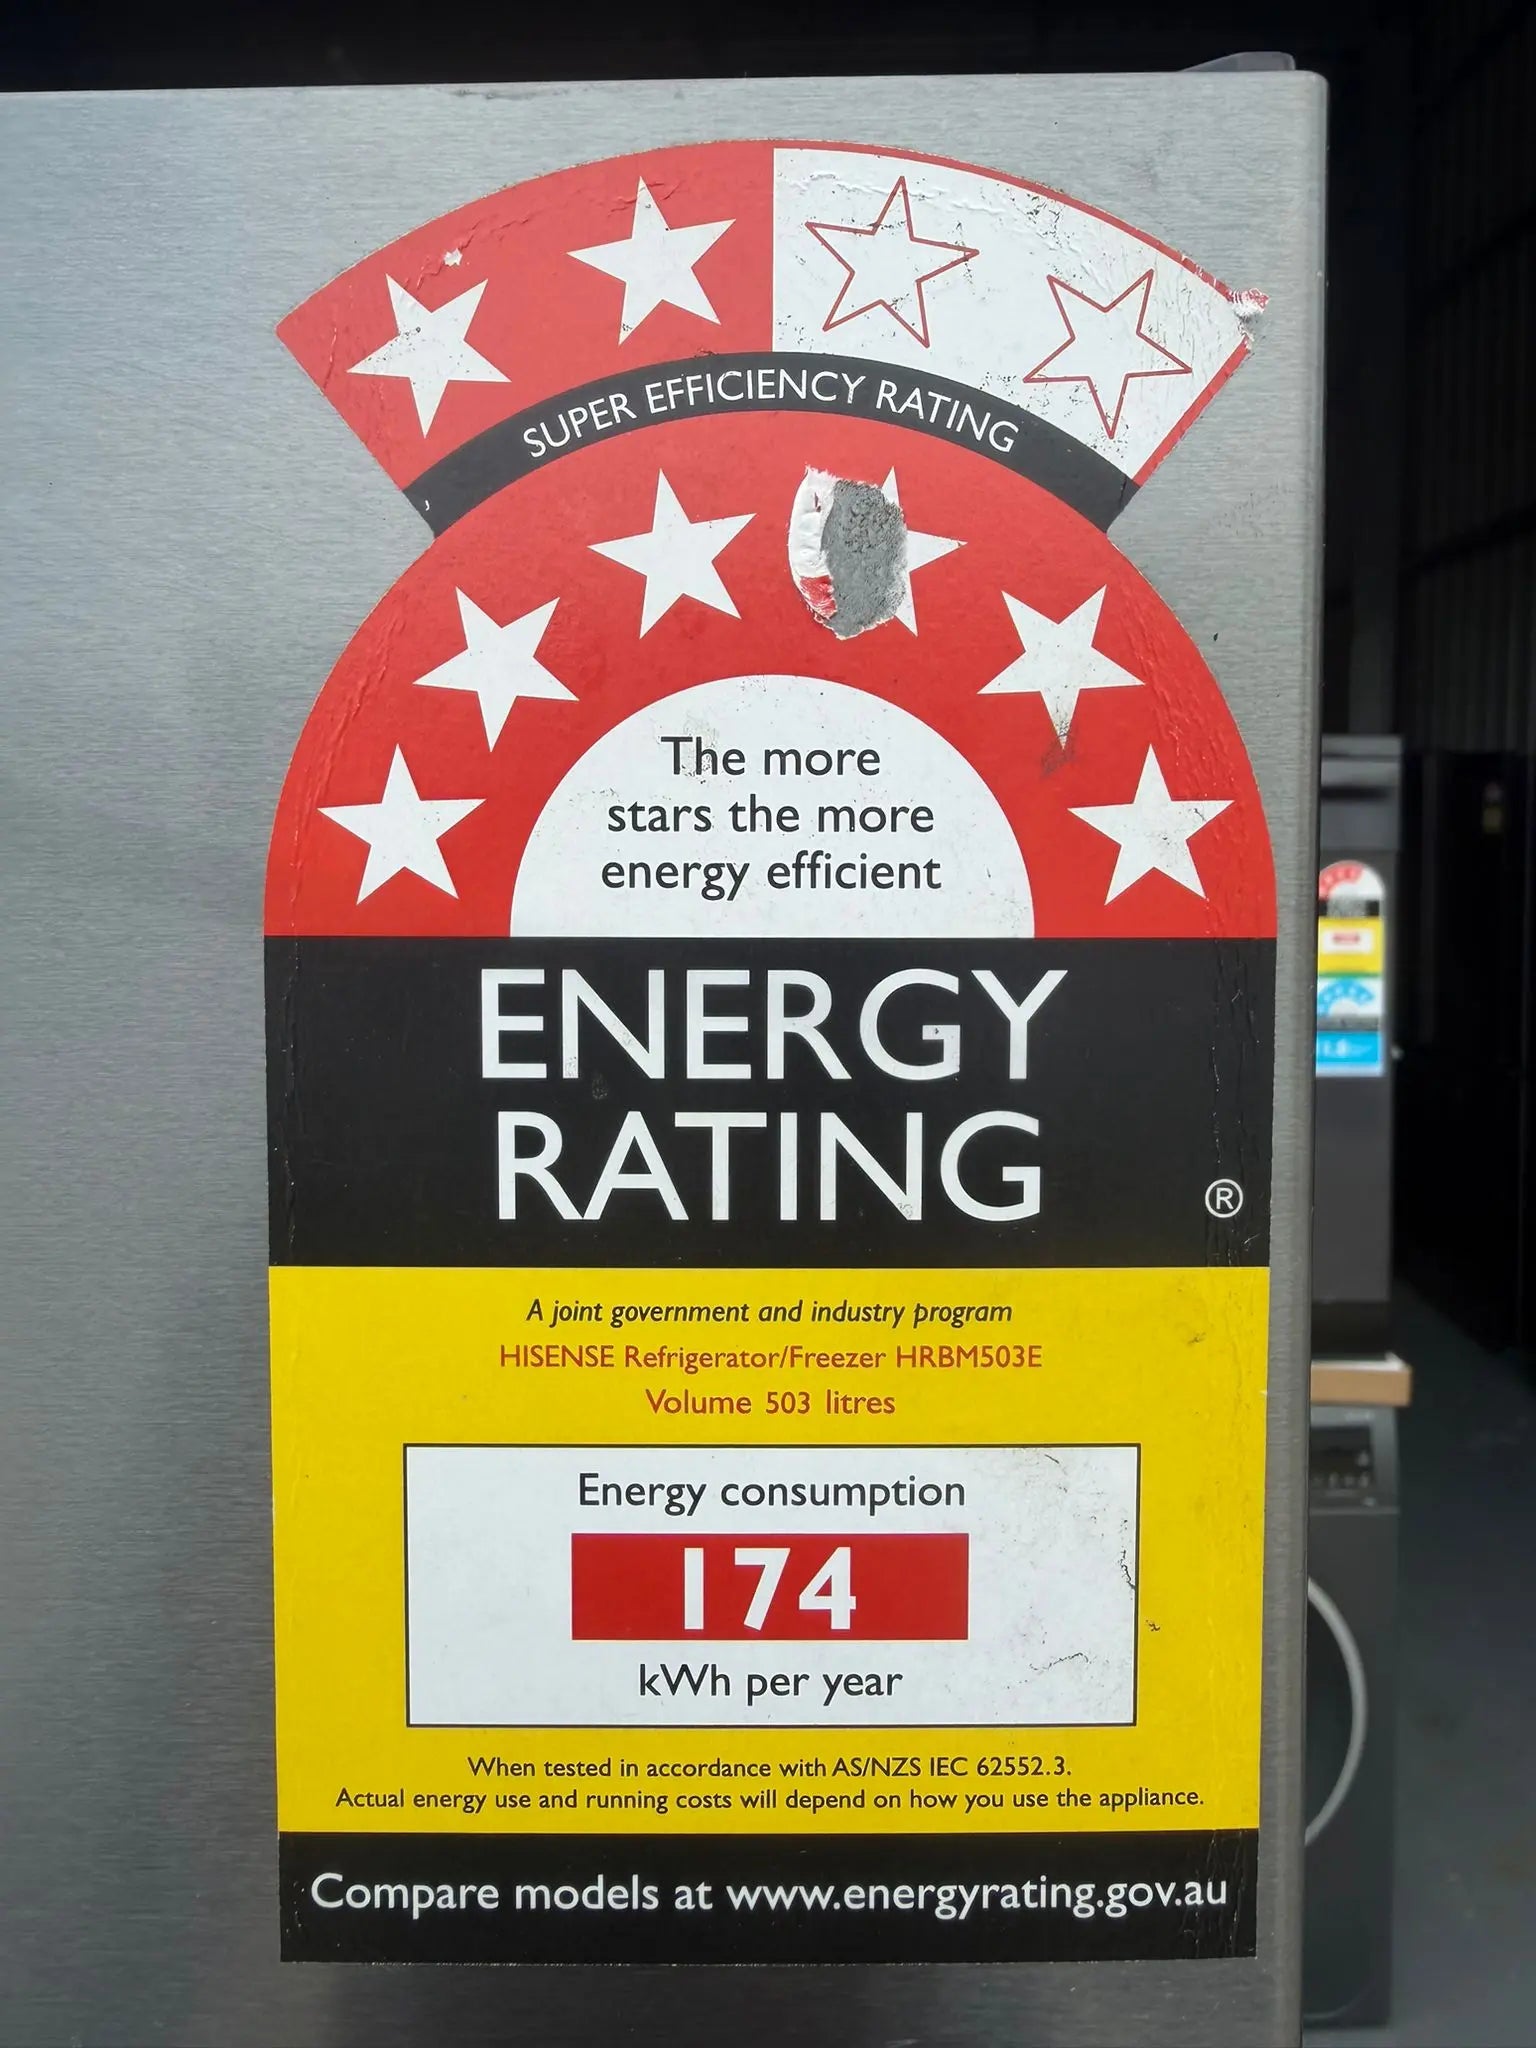 SUPER EFFICIENCY RATING
The more
stars the more
energy efficient
ENERGY
RATING
®
A joint government and industry program
HISENSE Refrigerator/Freezer HRBM503E
Volume 503 litres
Energy consumption
174
kWh per year
When tested in accordance with AS/NZS IEC 62552.3.
Actual energy use and running costs will depend on how you use the appliance.
Compare models at www.energyrating.gov.au